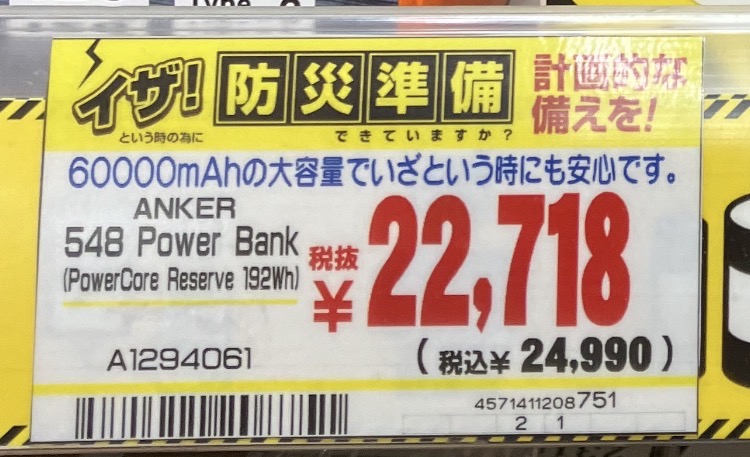 Type
イザ!
という時の為に
防災準備
できていますか?
計画的な
備えを!
60000mAhの大容量でいざという時にも安心です。
ANKER
548 Power Bank
(PowerCore Reserve 192Wh)
税抜
¥22,718
(税込¥ 24,990)
A1294061
4571411208751
2 1